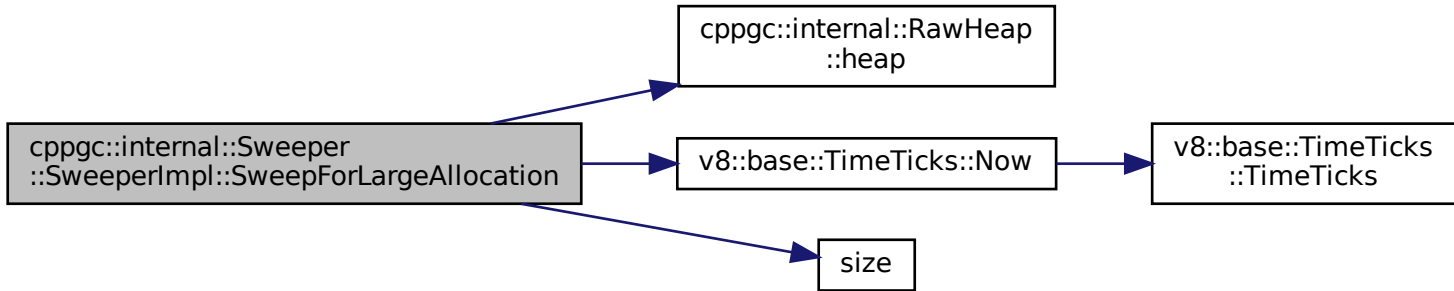 cppgc::internal::RawHeap
::heap
cppgc::internal::Sweeper
::SweeperImpl::SweepForLargeAllocation
v8::base::TimeTicks::Now
v8::base::TimeTicks
::TimeTicks
size